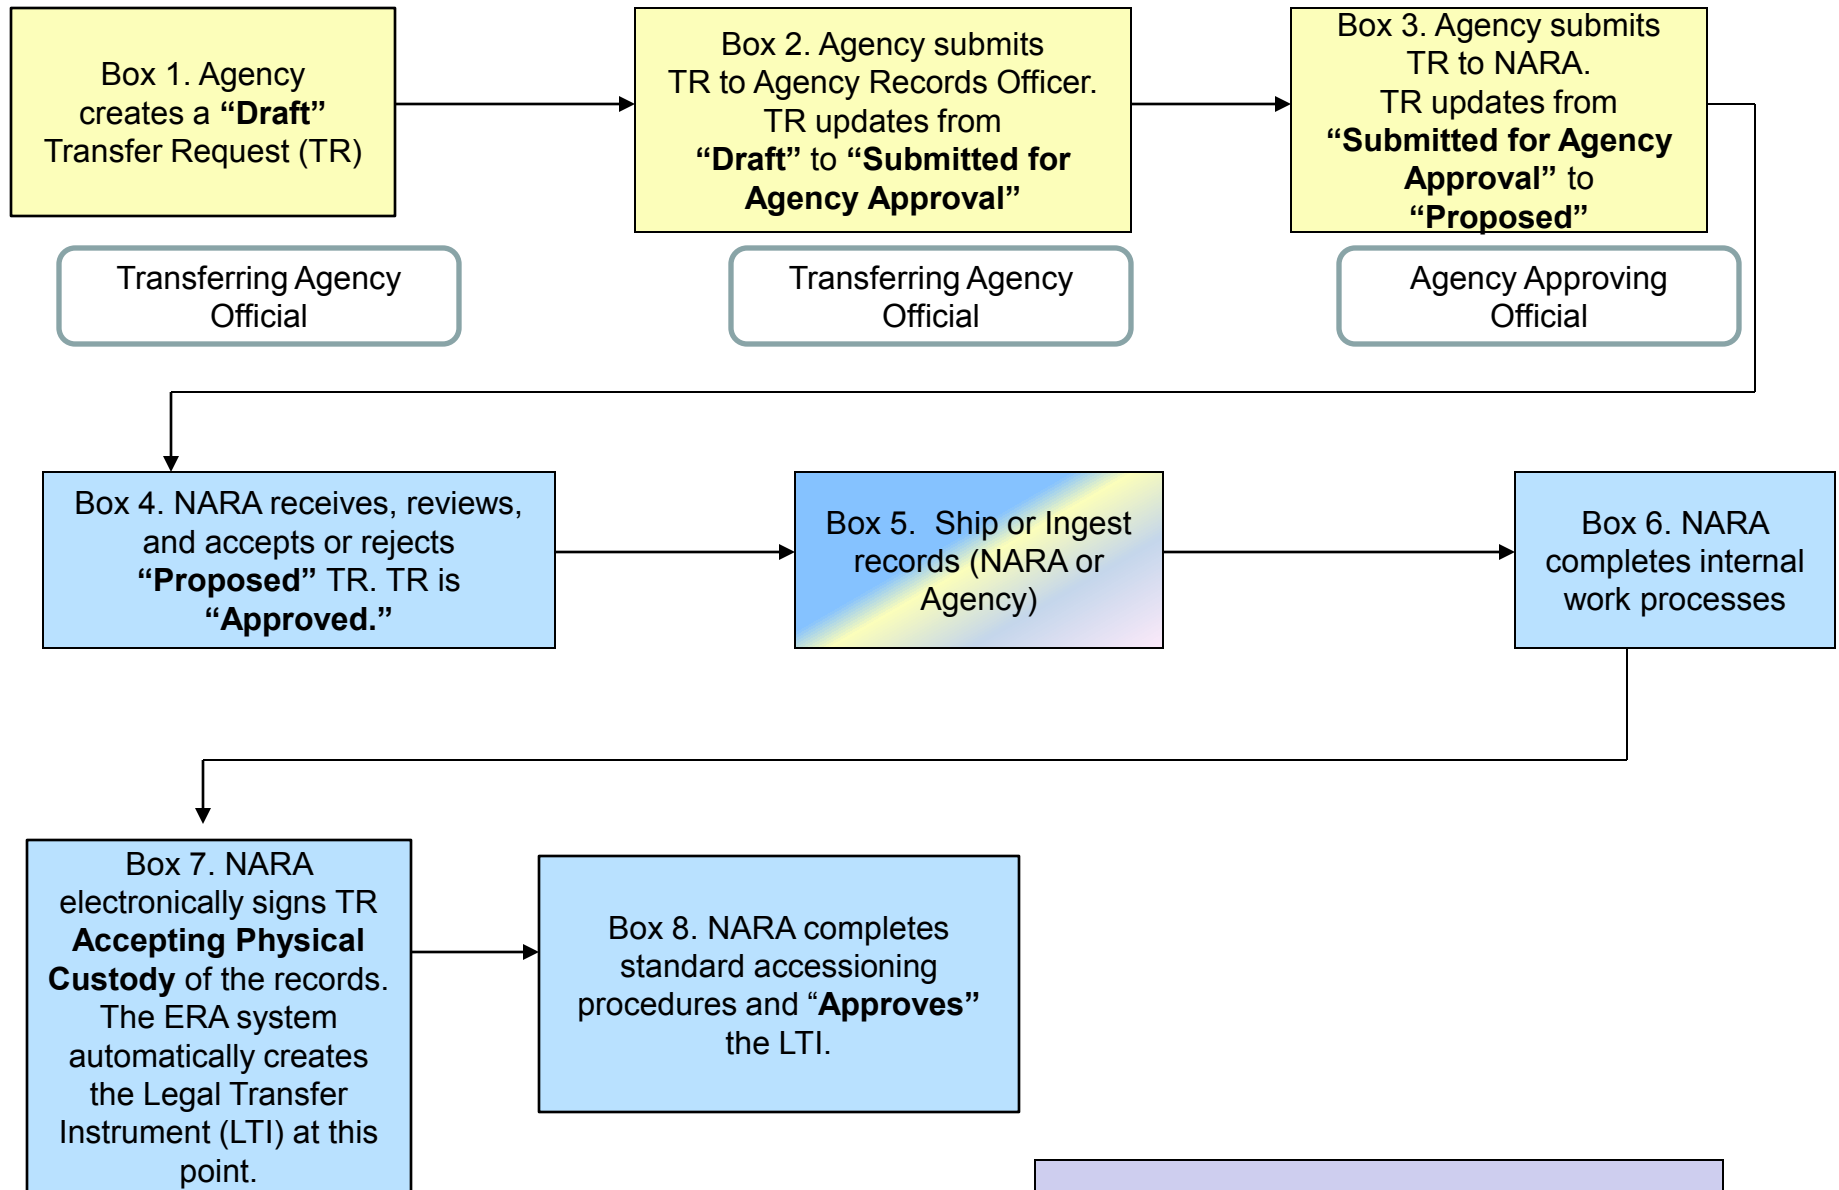 Box 1. Agency
creates a “Draft”
Transfer Request (TR)
Box 2. Agency submits
TR to Agency Records Officer.
TR updates from
“Draft” to “Submitted for
Agency Approval”
Box 3. Agency submits
TR to NARA.
TR updates from
“Submitted for Agency
Approval” to
“Proposed”
Transferring Agency
Official
Transferring Agency
Official
Agency Approving
Official
Box 4. NARA receives, reviews,
and accepts or rejects
“Proposed” TR. TR is
“Approved.”
Box 5.  Ship or Ingest
records (NARA or
Agency)
Box 6. NARA
completes internal
work processes
Box 7. NARA
electronically signs TR
Accepting Physical
Custody of the records.
The ERA system
automatically creates
the Legal Transfer
Instrument (LTI) at this
point.
Box 8. NARA completes
standard accessioning
procedures and “Approves”
the LTI.